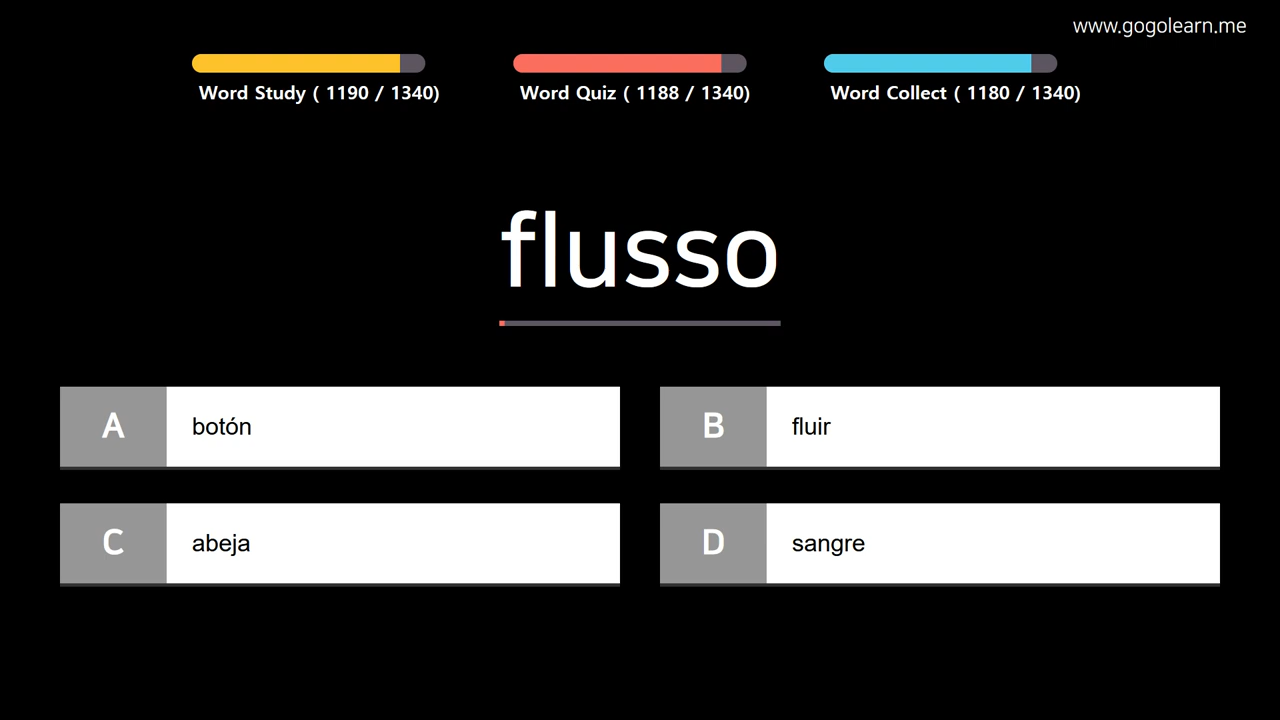 www.gogolearn.me
Word Study ( 1190 / 1340)
Word Quiz ( 1188 / 1340)
Word Collect ( 1180 / 1340)
flusso
A botón
B fluir
C abeja
D sangre